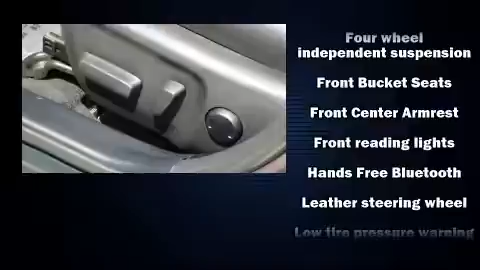 Four wheel
independent suspension
Front Bucket Seats
Front Center Armrest
Front reading lights
Hands Free Bluetooth
Leather steering wheel
Low tire pressure warning